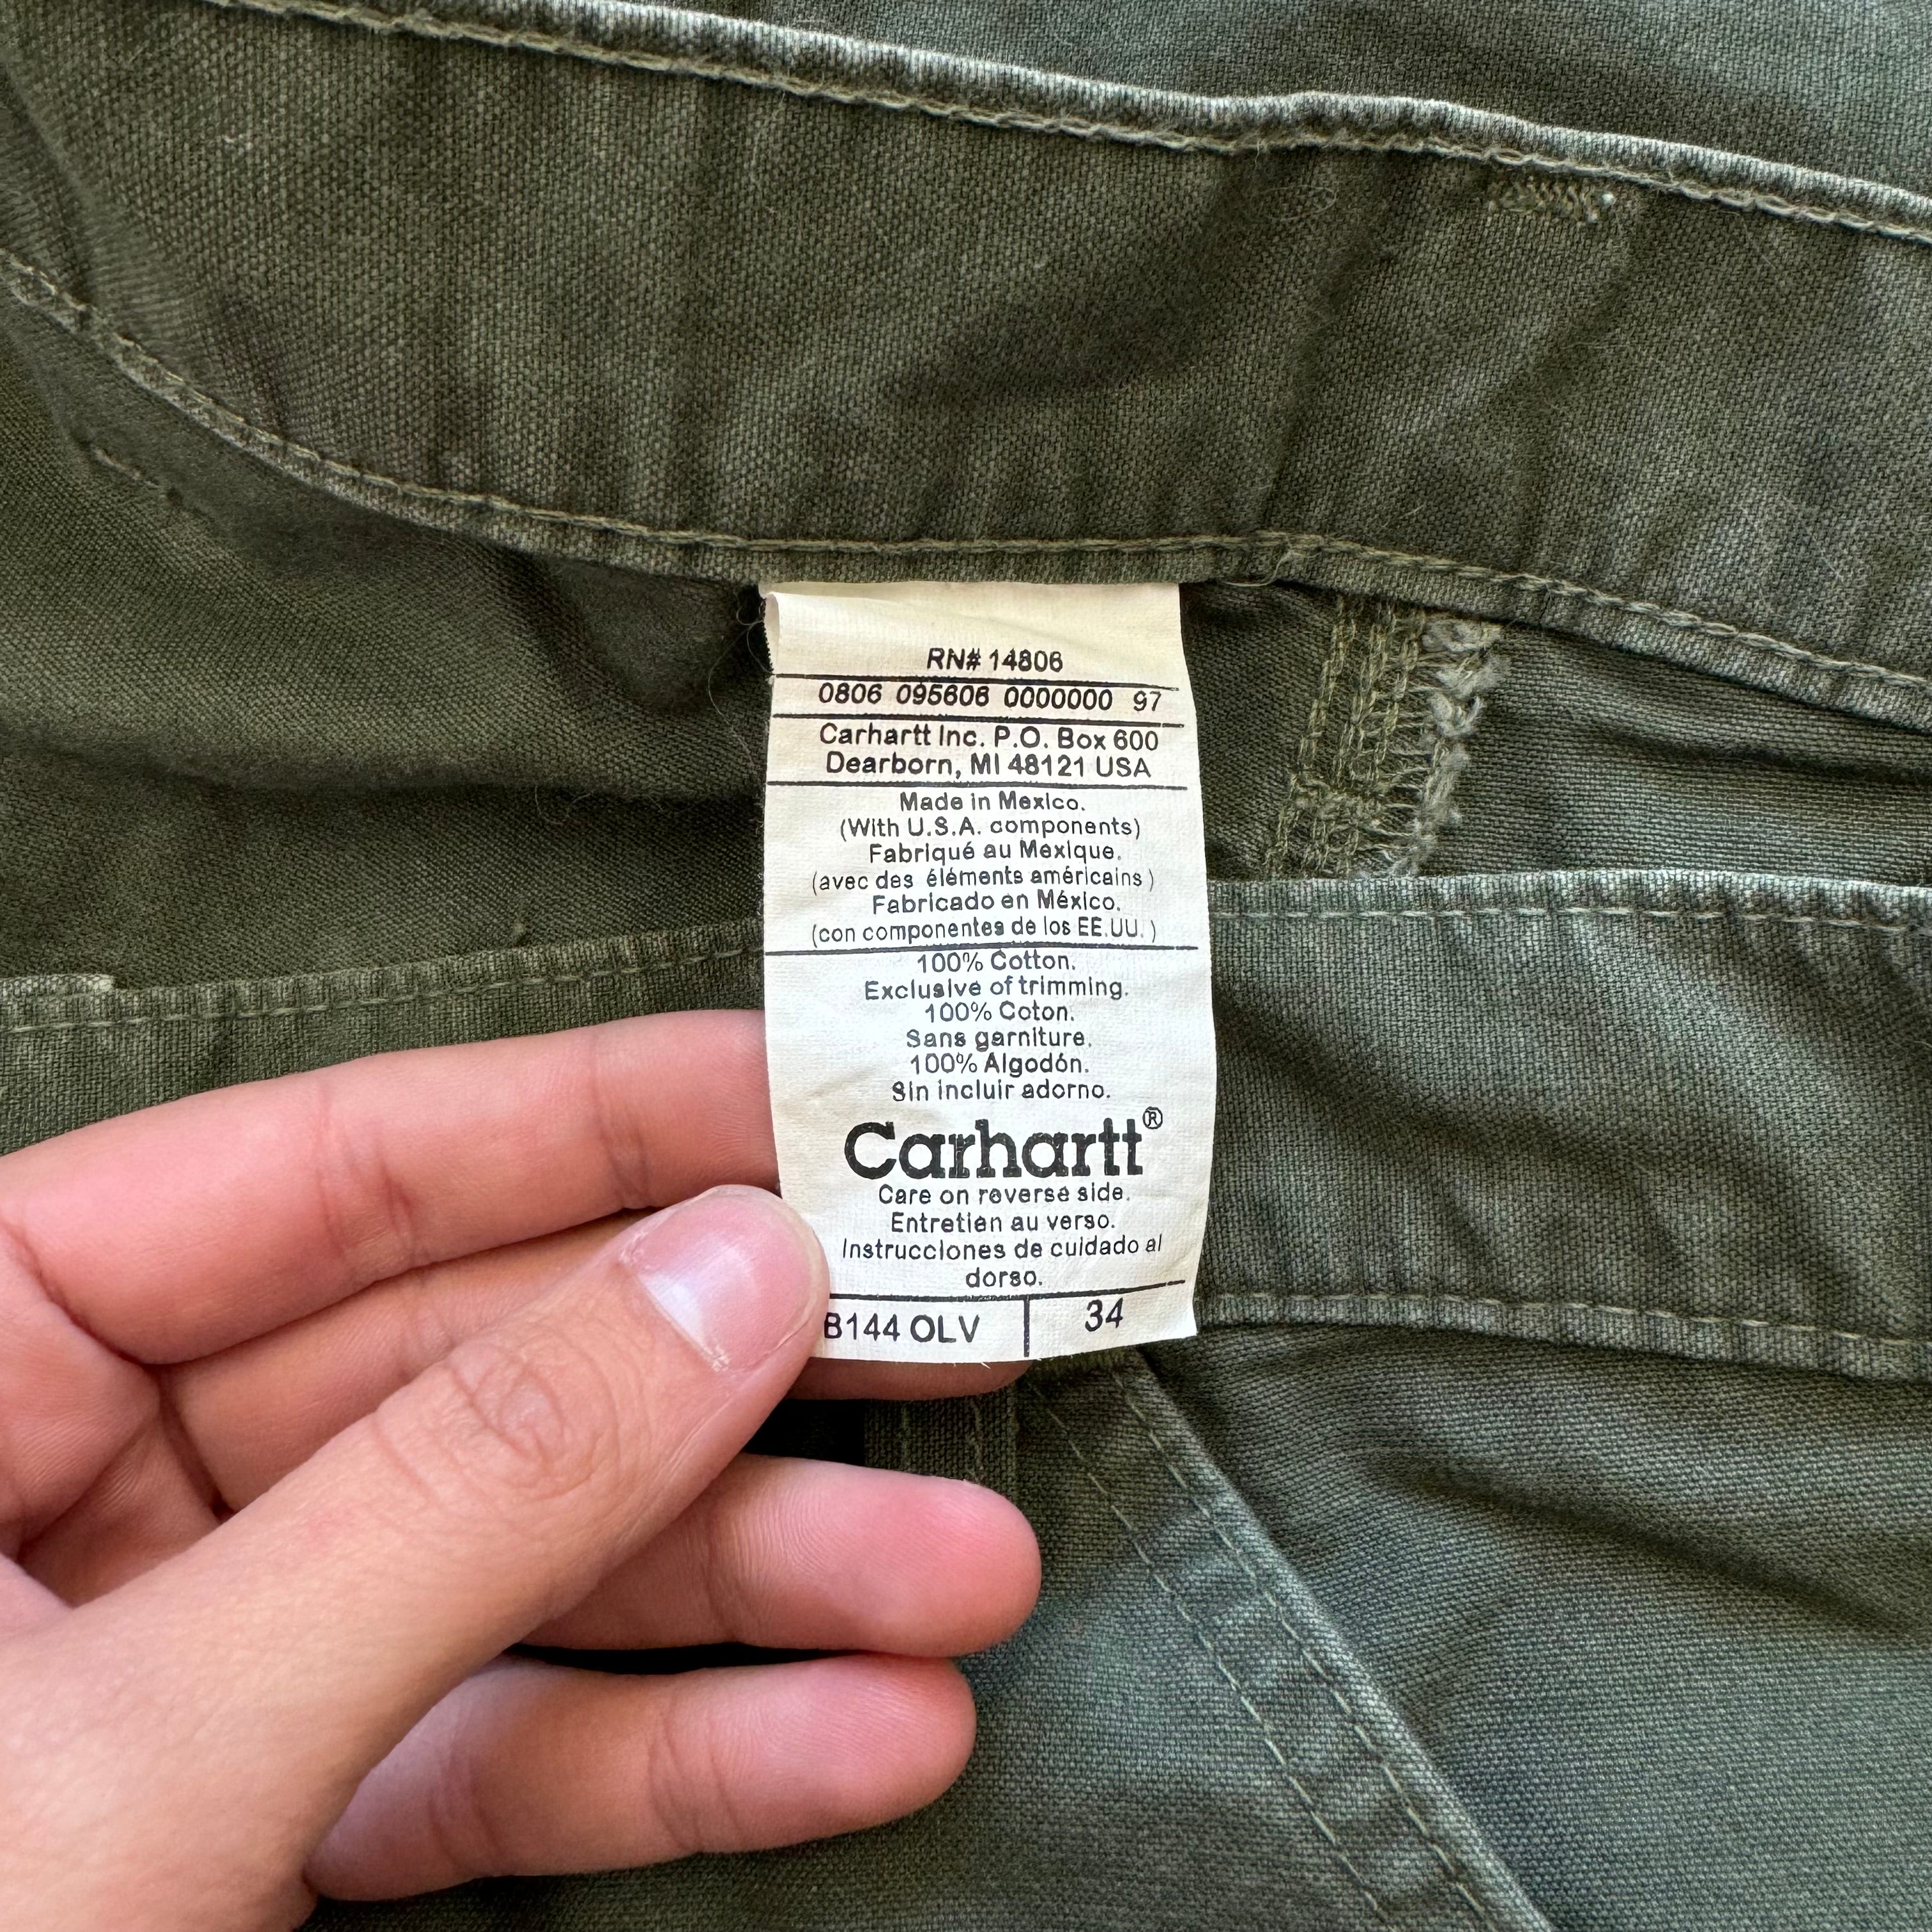 RN# 14806
0806 095606 0000000 97
Carhartt Inc. P.O. Box 600
Dearborn, MI 48121 USA
Made in Mexico.
(With U.S.A. components)
Fabriqué au Mexique.
(avec des éléments américains )
Fabricado en México.
(con componentes de los EE.UU. )
100% Cotton.
Exclusive of trimming.
100% Coton.
Sans garniture.
100% Algodón.
Sin incluir adorno.
Carhartt®
Care on reverse side.
Entretien au verso.
Instrucciones de cuidado al
dorso.
B144 OLV 34